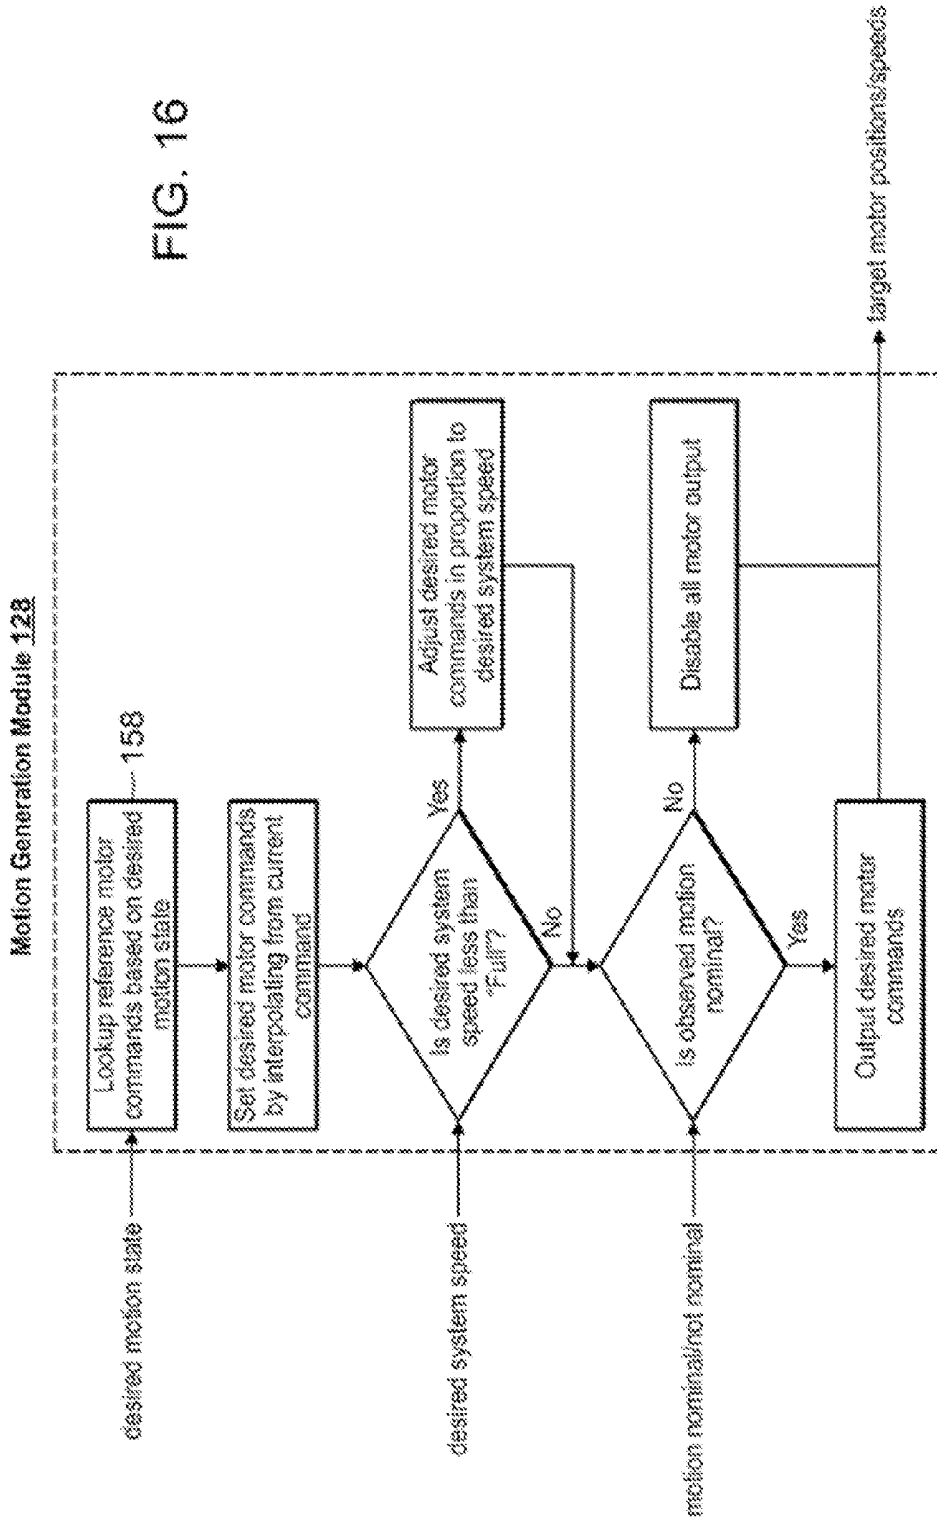 FIG. 16
Motion Generation Module 128
desired motion state
Lookup reference motor
commands based on desired
motion state
158
Set desired motor commands
by interpolating from current
command
desired system speed
Is desired system
speed less than
"Full"?
Yes
Adjust desired motor
commands in proportion to
desired system speed
No
motion nominal/not nominal
Is observed motion
nominal?
No
Disable all motor output
Yes
Output desired motor
commands
target motor positions/speeds